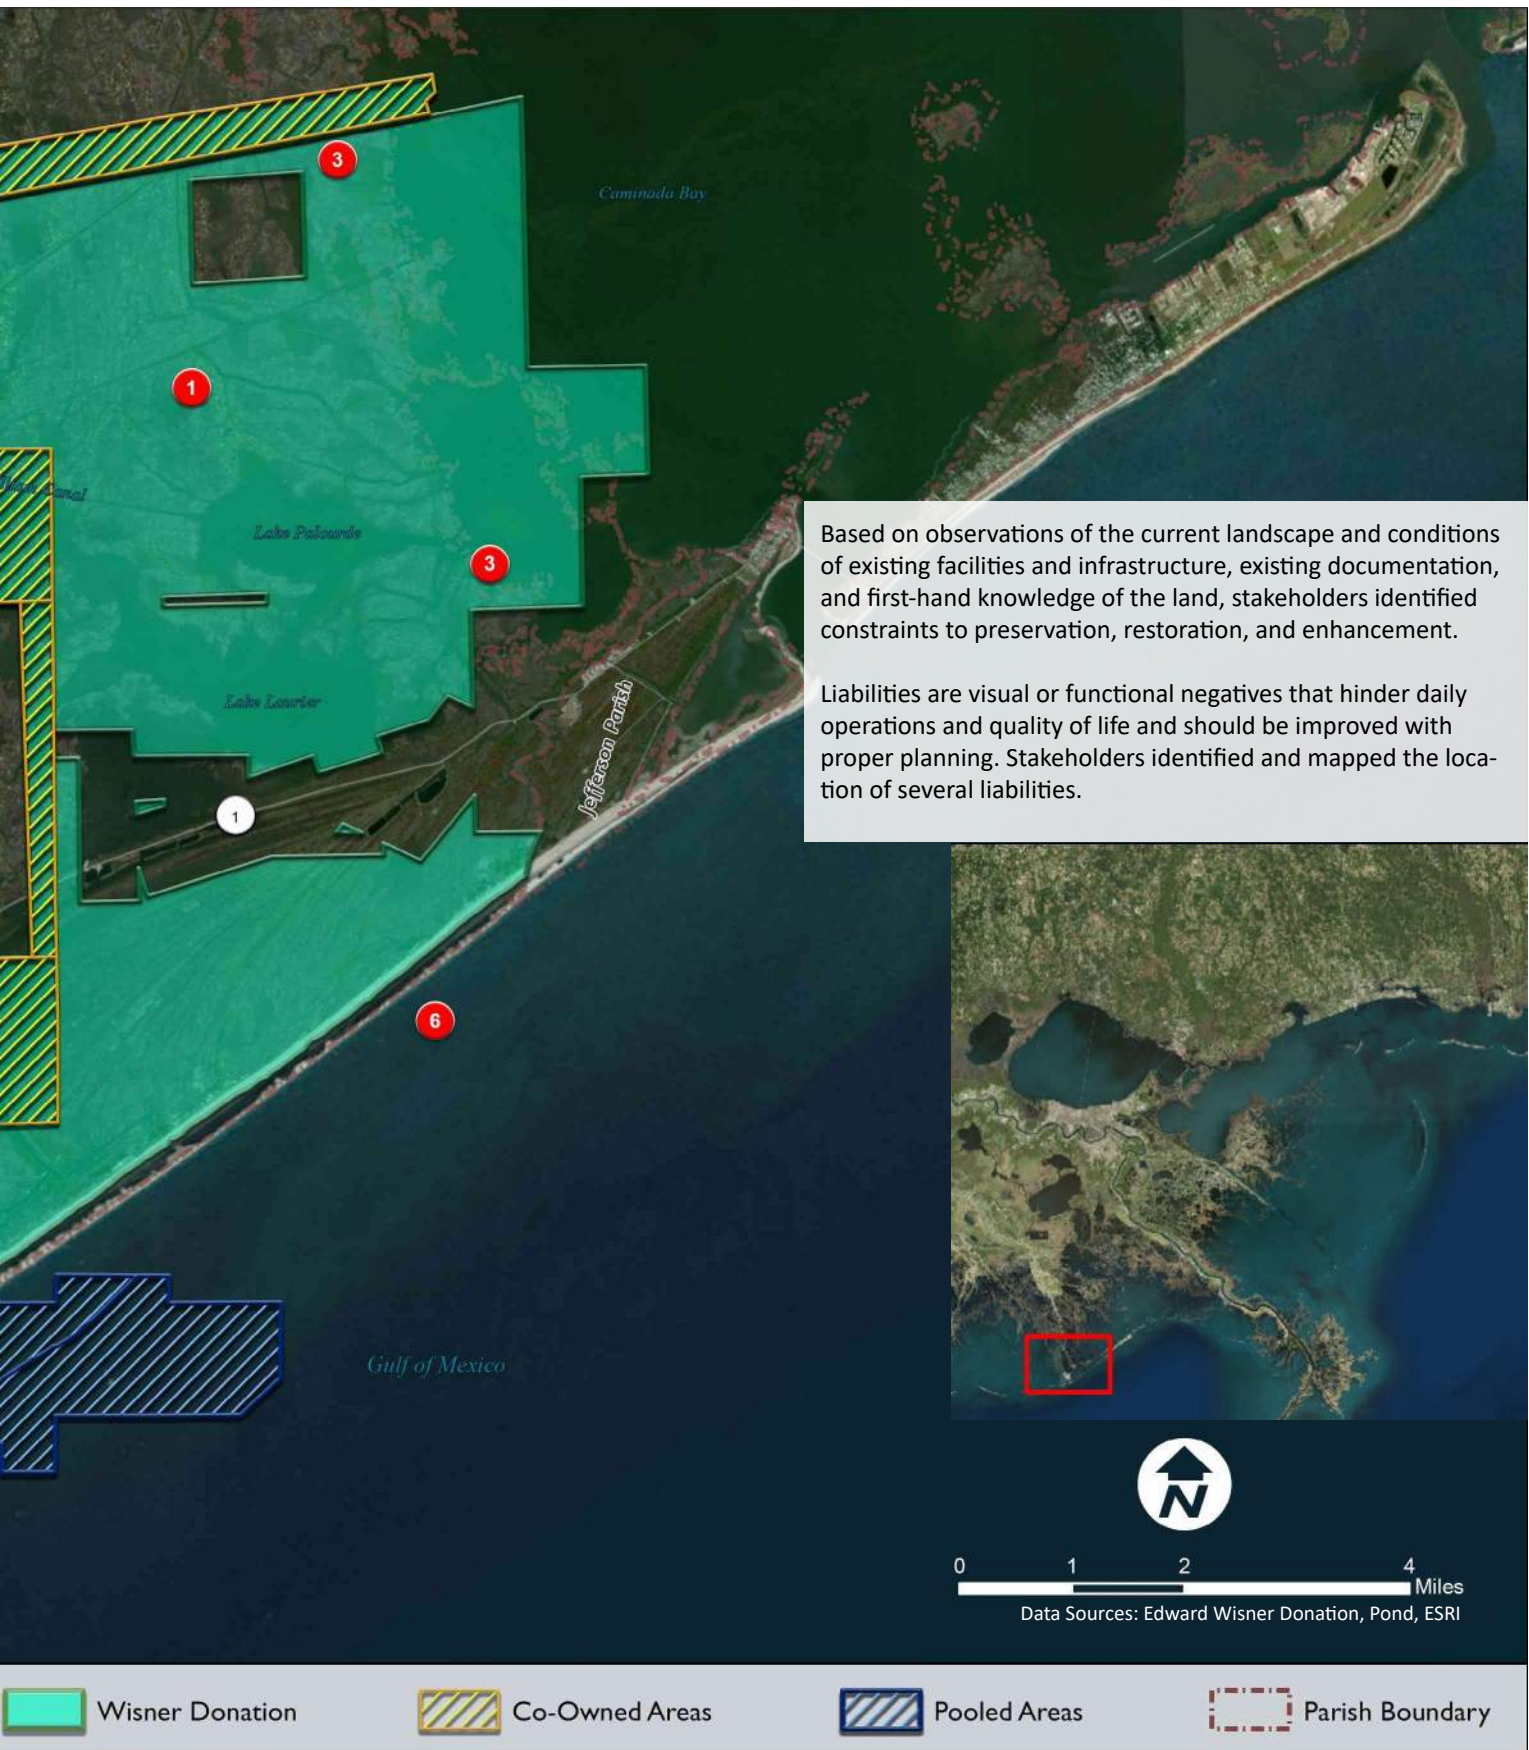 3
Caminada Bay
1
Canal
Lake Palourde
3
Lake Laurier
Jefferson Parish
1
6
Gulf of Mexico
Based on observations of the current landscape and conditions
of existing facilities and infrastructure, existing documentation,
and first-hand knowledge of the land, stakeholders identified
constraints to preservation, restoration, and enhancement.
Liabilities are visual or functional negatives that hinder daily
operations and quality of life and should be improved with
proper planning. Stakeholders identified and mapped the loca-
tion of several liabilities.
N
0 1 2 4
Miles
Data Sources: Edward Wisner Donation, Pond, ESRI
Wisner Donation
Co-Owned Areas
Pooled Areas
Parish Boundary